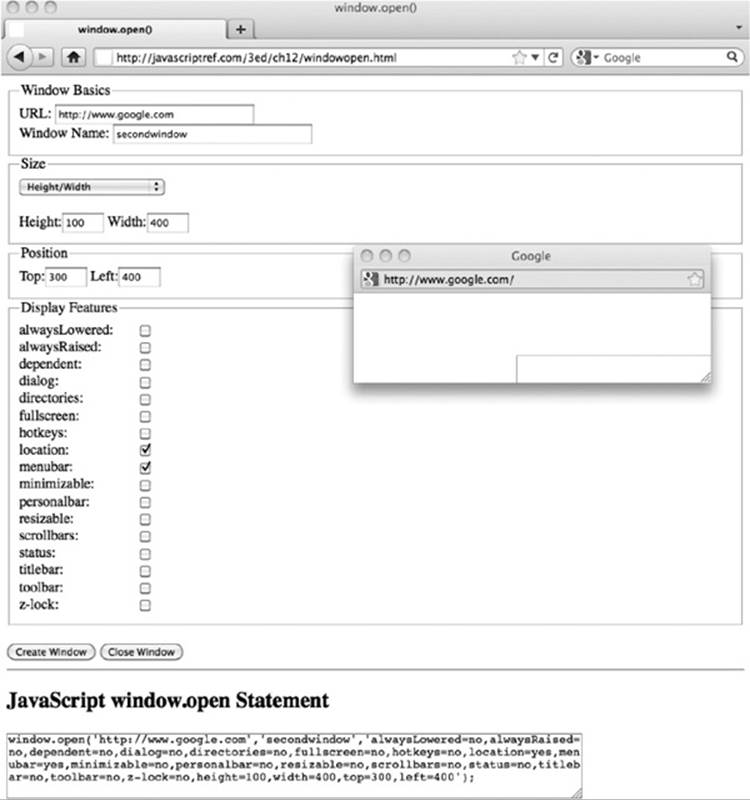 window.open()
window.open()
http://javascriptref.com/3ed/ch12/windowopen.html
Google
Window Basics
URL: http://www.google.com
Window Name: secondwindow
Size
Height/Width
Height: 100 Width: 400
Position
Top: 300 Left: 400
Google
http://www.google.com/
Display Features
alwaysLowered:
alwaysRaised:
dependent:
dialog:
directories:
fullscreen:
hotkeys:
location:
menubar:
minimizable:
personalbar:
resizable:
scrollbars:
status:
titlebar:
toolbar:
z-lock:
Create Window Close Window
JavaScript window.open Statement
window.open('http://www.google.com','secondwindow','alwaysLowered=no,alwaysRaised=
no,dependent=no,dialog=no,directories=no,fullscreen=no,hotkeys=no,location=yes,men
ubar=yes,minimizable=no,personalbar=no,resizable=no,scrollbars=no,status=no,titleb
ar=no,toolbar=no,z-lock=no,height=100,width=400,top=300,left=400');